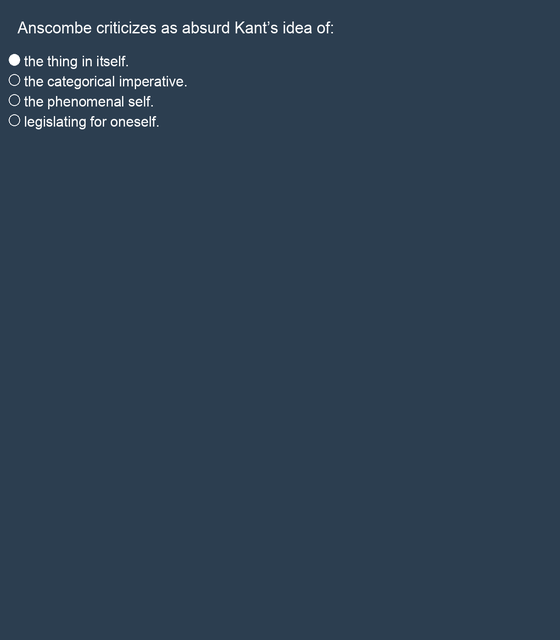 Anscombe criticizes as absurd Kant’s idea of:
the thing in itself.
the categorical imperative.
the phenomenal self.
legislating for oneself.